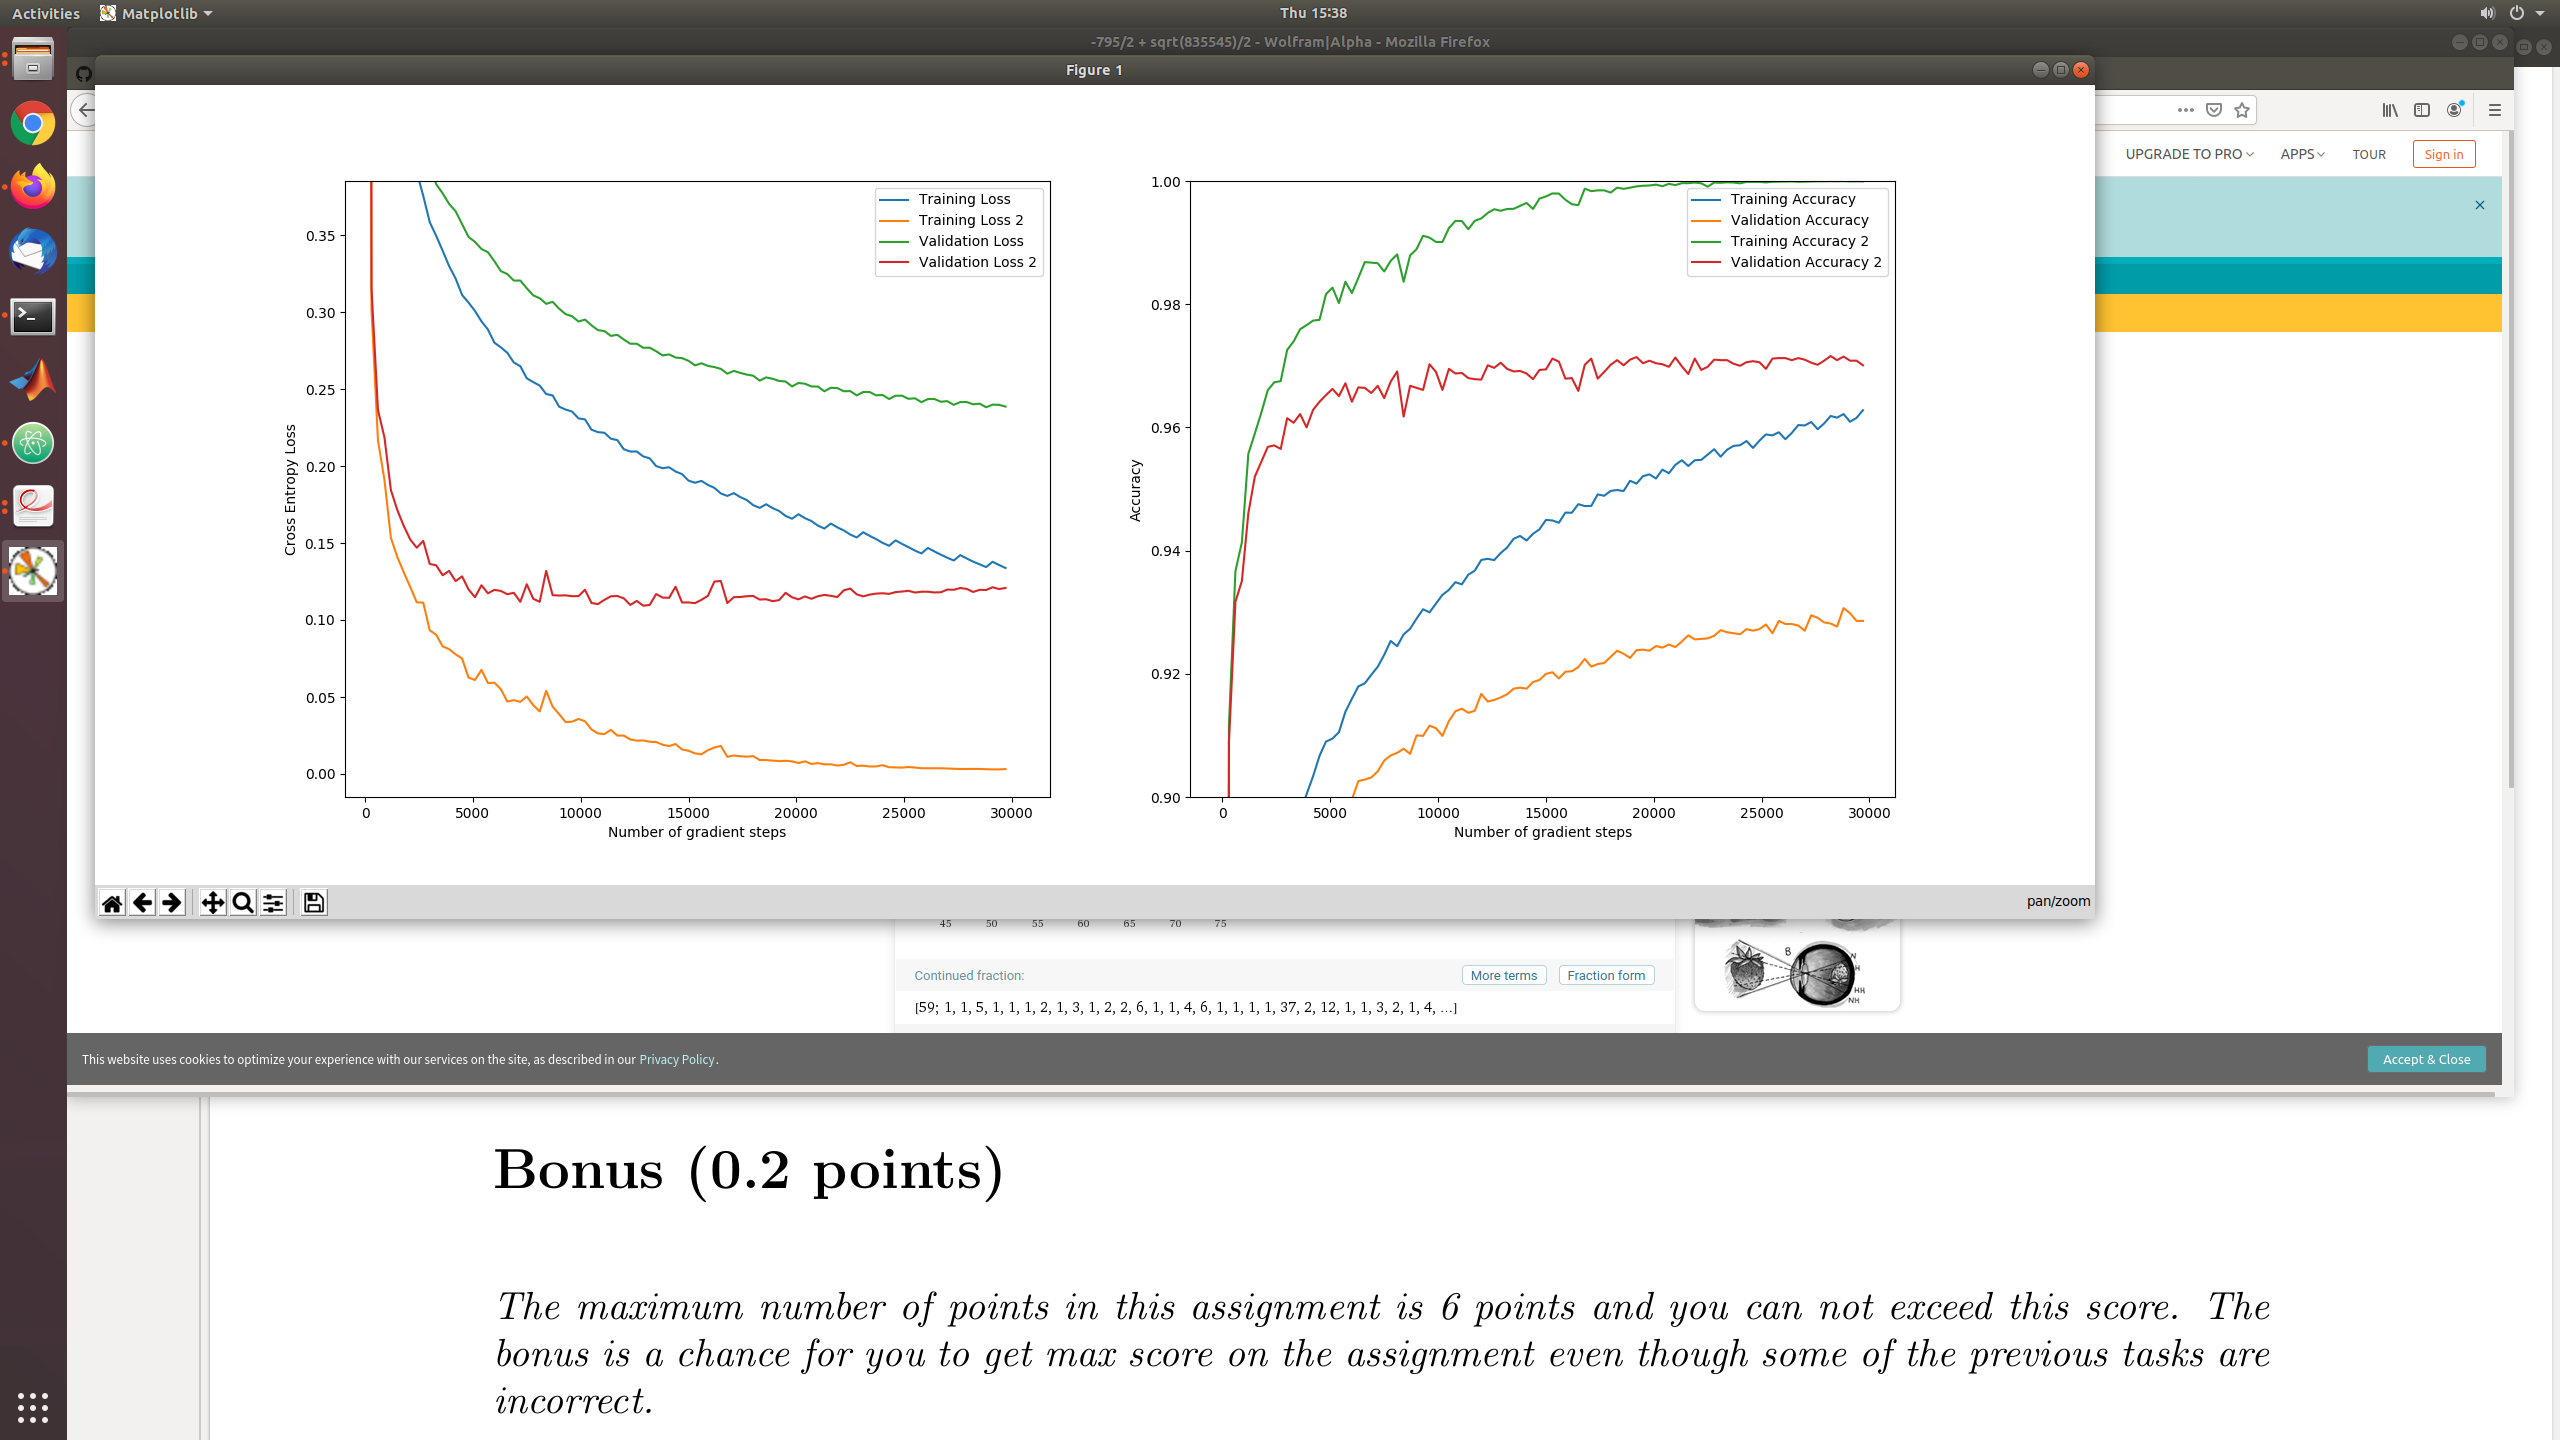 Activities Matplotlib Thu 15:38
-795/2 + sqrt(835545)/2 - Wolfram|Alpha - Mozilla Firefox
Figure 1
UPGRADE TO PRO APPS TOUR Sign in
Training Loss
Training Loss 2
Validation Loss
Validation Loss 2
0.35
0.30
0.25
0.20
0.15
0.10
0.05
0.00
Cross Entropy Loss
0 5000 10000 15000 20000 25000 30000
Number of gradient steps
Training Accuracy
Validation Accuracy
Training Accuracy 2
Validation Accuracy 2
1.00
0.98
0.96
0.94
0.92
0.90
Accuracy
0 5000 10000 15000 20000 25000 30000
Number of gradient steps
pan/zoom
45 50 55 60 65 70 75
Continued fraction: More terms Fraction form
[59; 1, 1, 5, 1, 1, 1, 2, 1, 3, 1, 2, 2, 6, 1, 1, 4, 6, 1, 1, 1, 1, 37, 2, 12, 1, 1, 3, 2, 1, 4, ...]
B
N
H
HH
NH
This website uses cookies to optimize your experience with our services on the site, as described in our Privacy Policy. Accept & Close
Bonus (0.2 points)
The maximum number of points in this assignment is 6 points and you can not exceed this score. The
bonus is a chance for you to get max score on the assignment even though some of the previous tasks are
incorrect.